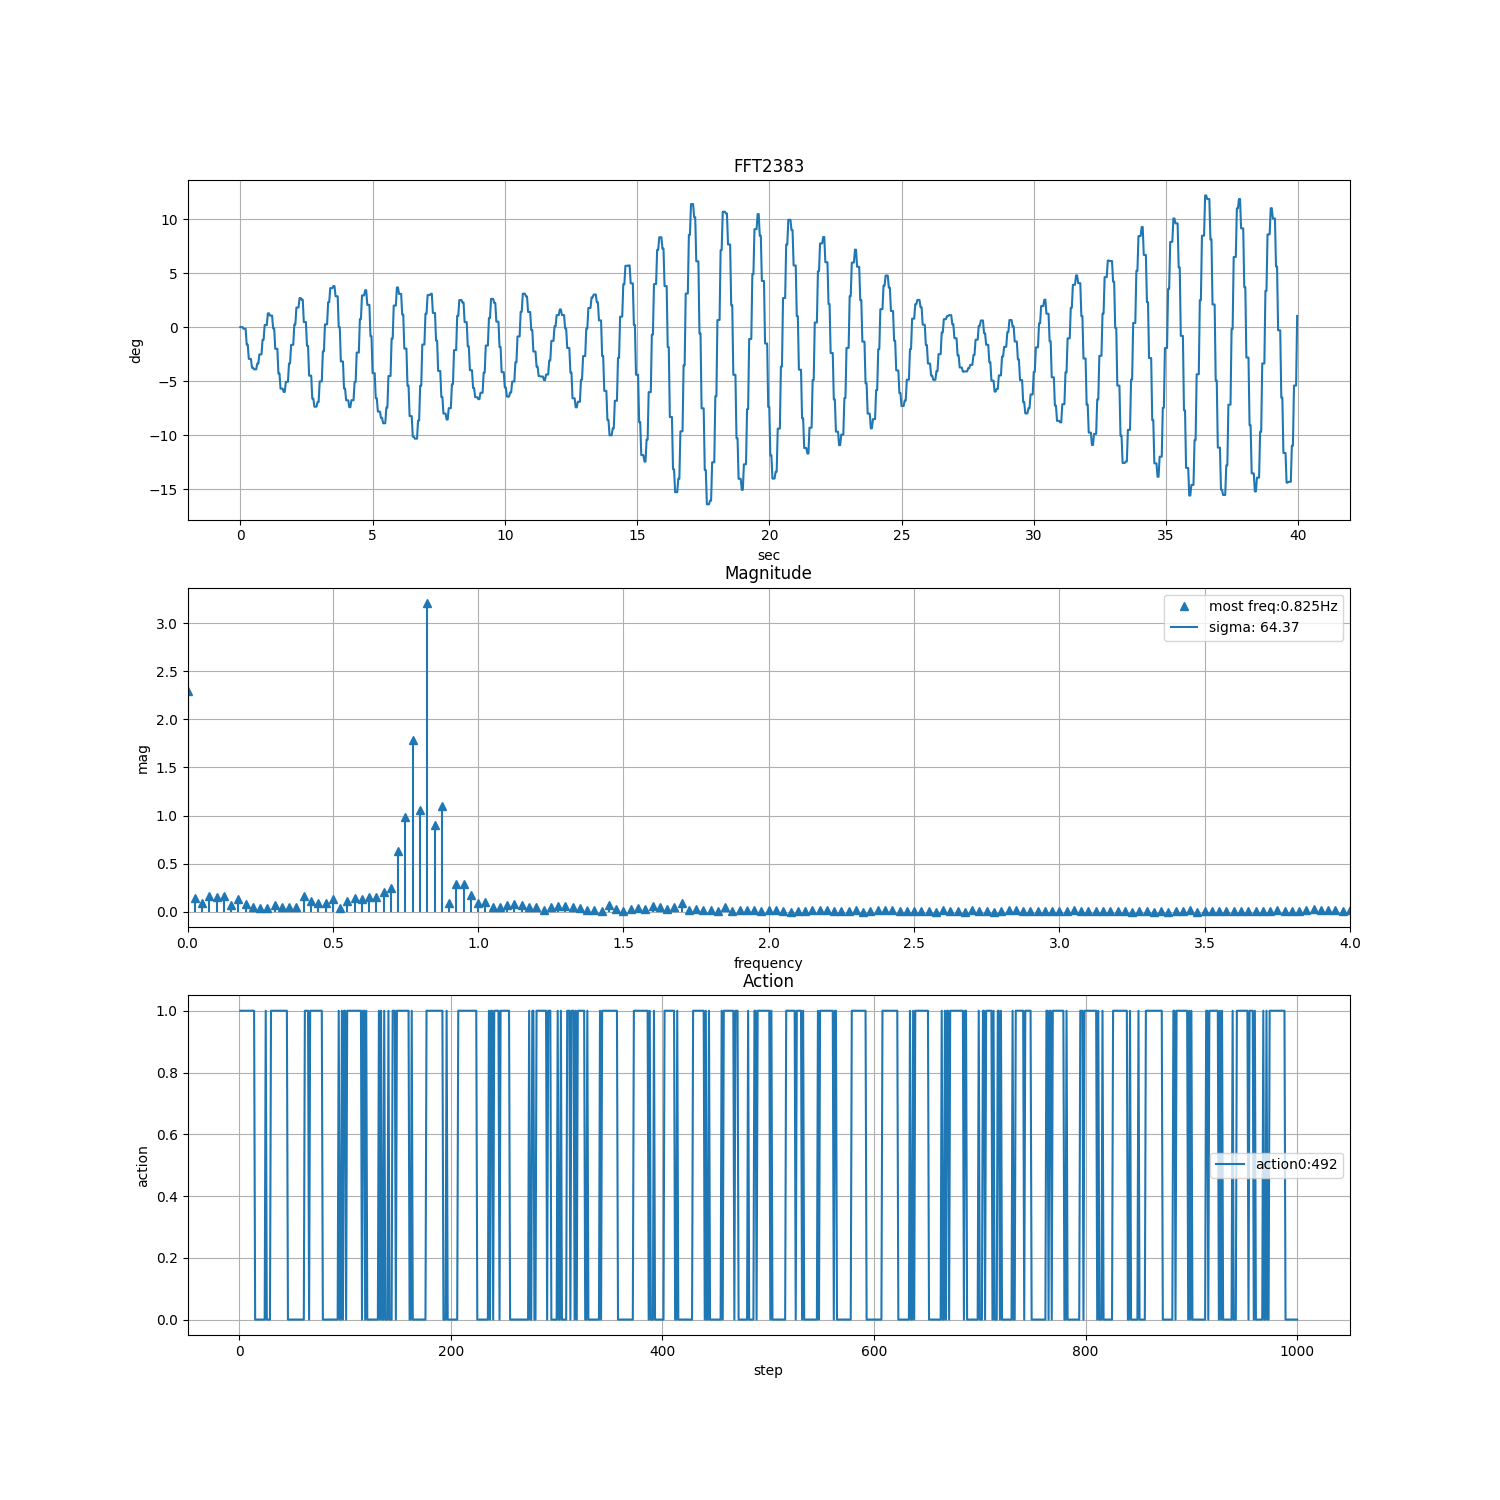 FFT2383
10
5
0
−5
−10
−15
deg
0 5 10 15 20 25 30 35 40
sec
Magnitude
most freq:0.825Hz
sigma: 64.37
3.0
2.5
2.0
1.5
1.0
0.5
0.0
mag
0.0 0.5 1.0 1.5 2.0 2.5 3.0 3.5 4.0
frequency
Action
1.0
0.8
0.6
0.4
0.2
0.0
action
action0:492
0 200 400 600 800 1000
step